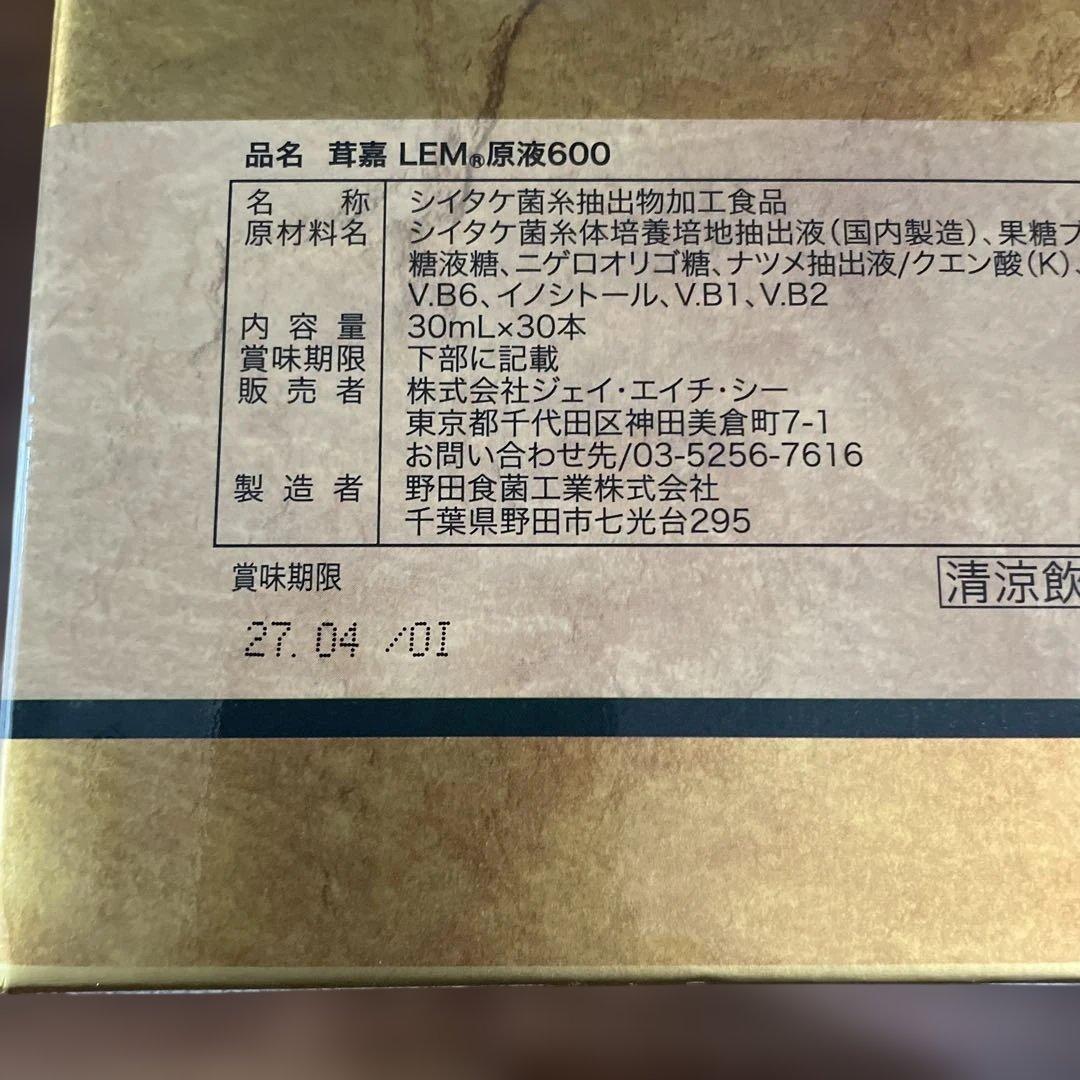 品名 茸嘉 LEM®原液600
名称 シイタケ菌糸抽出物加工食品
原材料名 シイタケ菌糸体培養培地抽出液(国内製造)、果糖ブ
糖液糖、ニゲロオリゴ糖、ナツメ抽出液/クエン酸(K)、
V.B6、イノシトール、V.B1、V.B2
内容量 30mL×30本
賞味期限 下部に記載
販売者 株式会社ジェイ・エイチ・シー
東京都千代田区神田美倉町7-1
お問い合わせ先/03-5256-7616
製造者 野田食菌工業株式会社
千葉県野田市七光台295
賞味期限
清涼飲
27.04 /OI